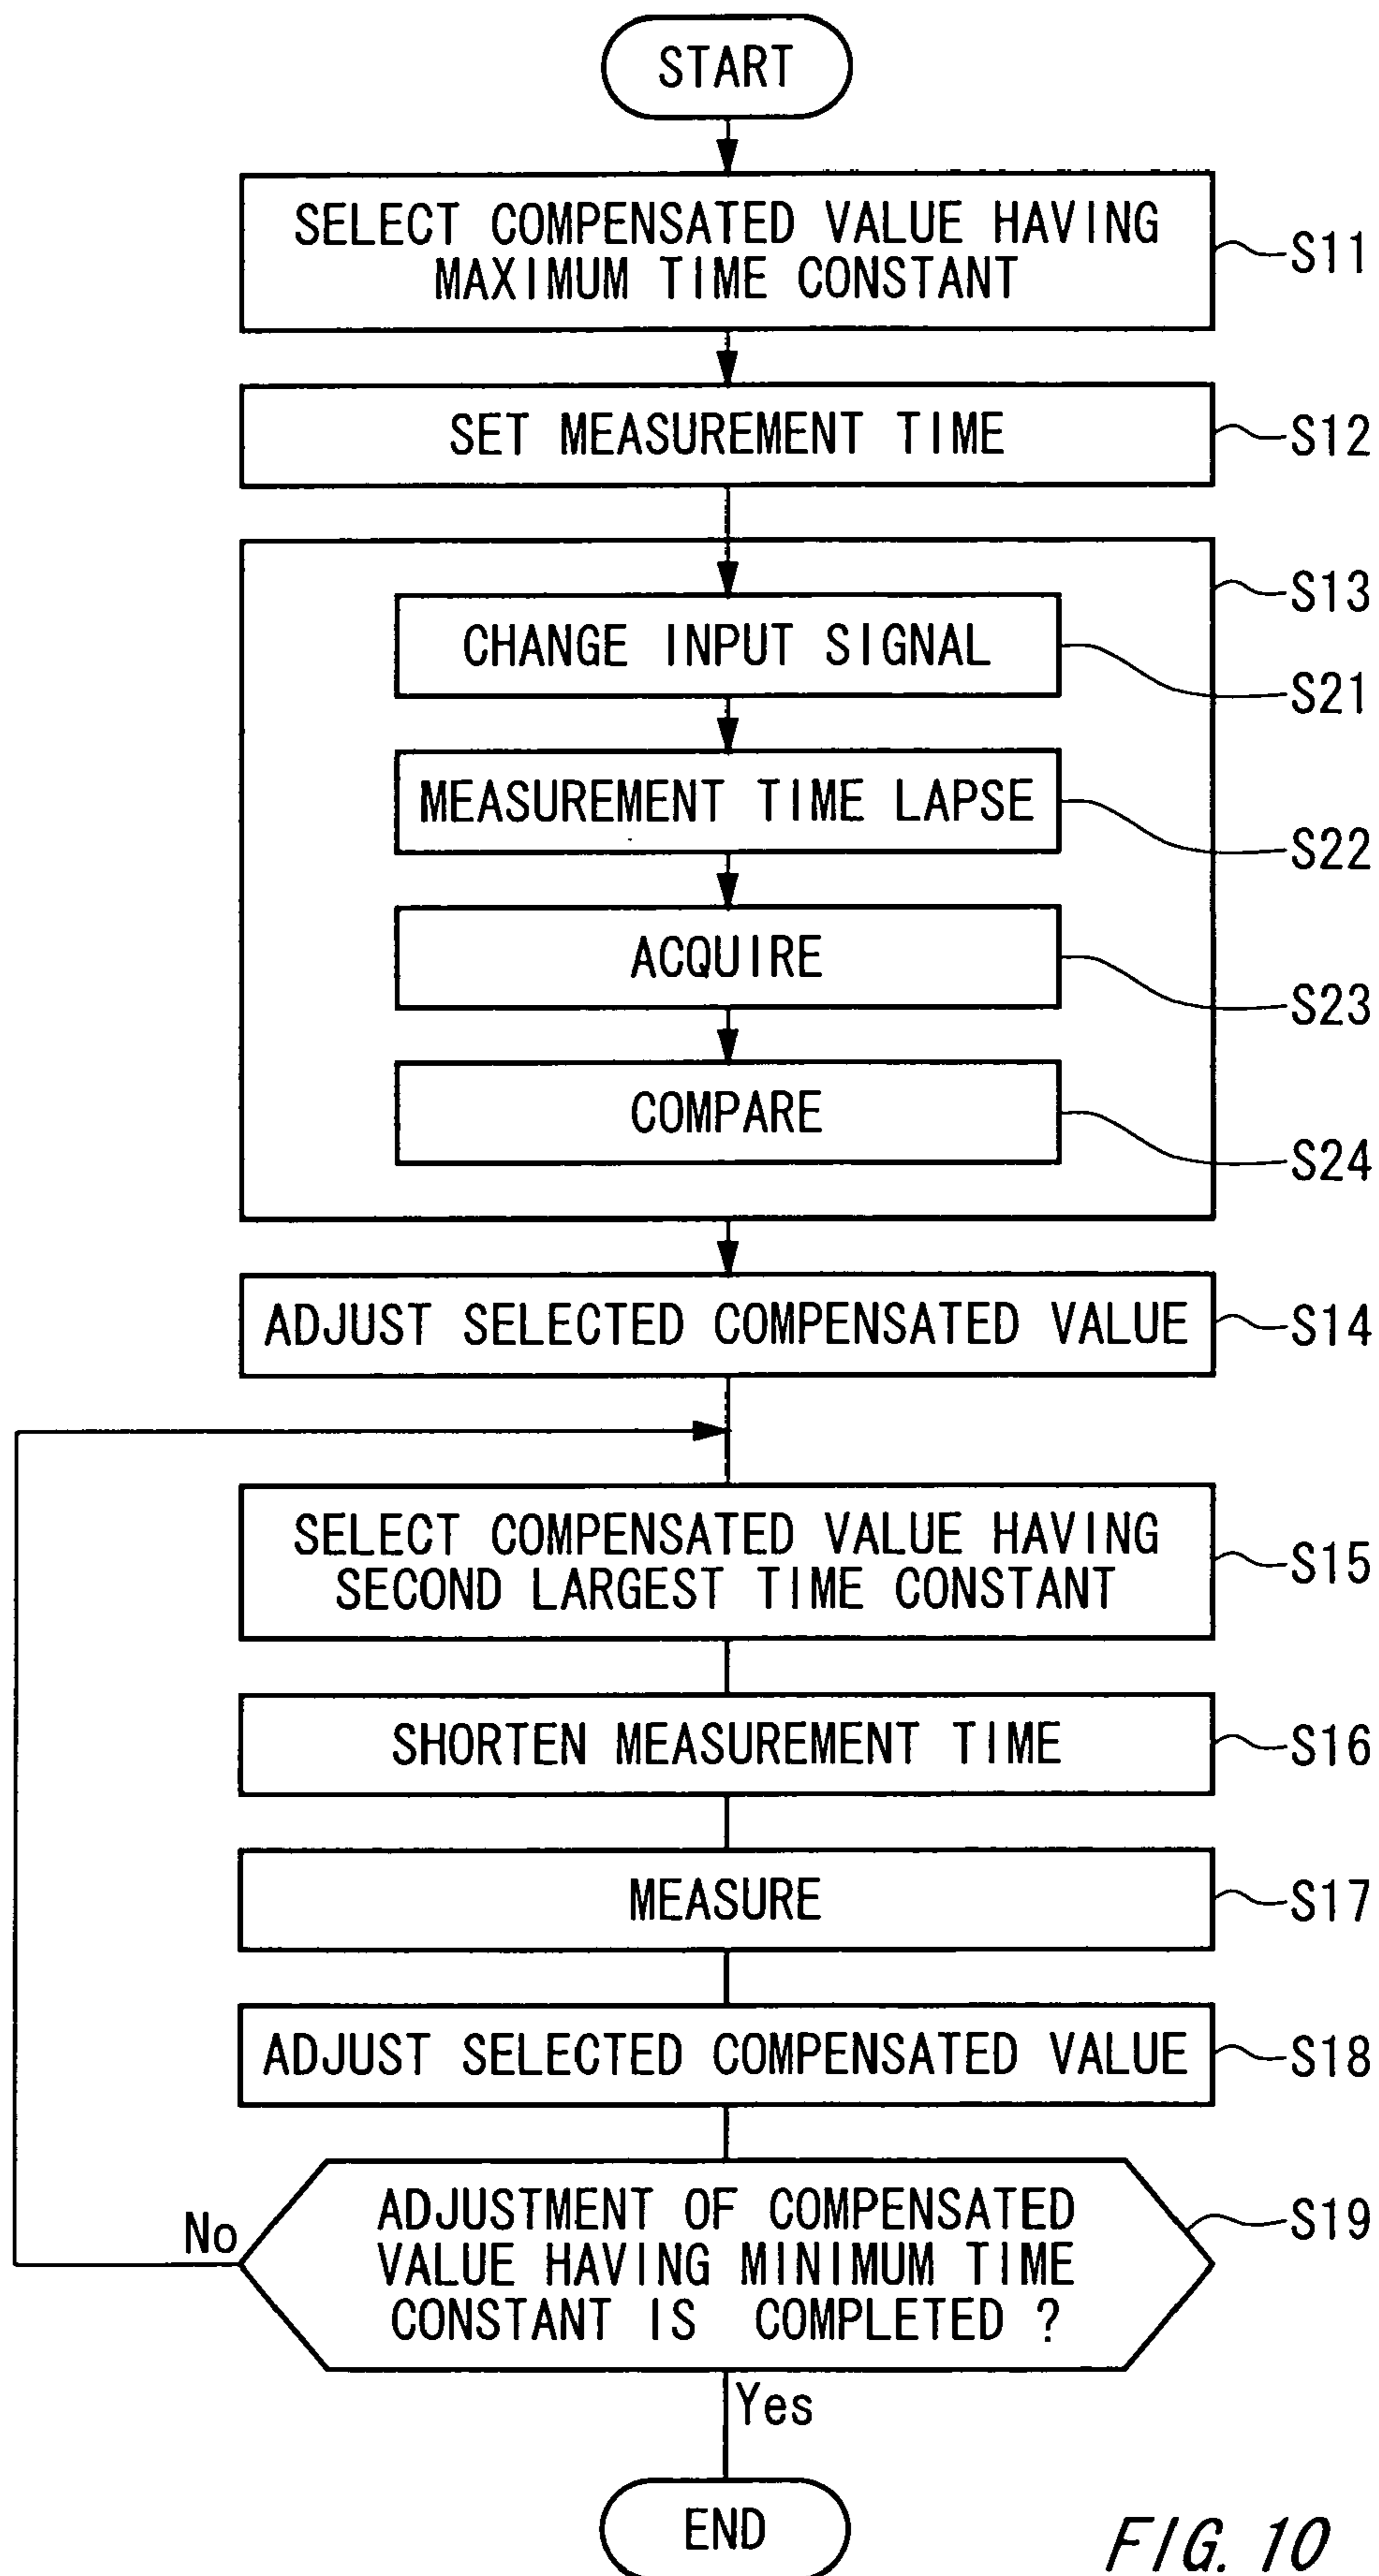 START
SELECT COMPENSATED VALUE HAVING
MAXIMUM TIME CONSTANT
S11
SET MEASUREMENT TIME
S12
S13
CHANGE INPUT SIGNAL
S21
MEASUREMENT TIME LAPSE
S22
ACQUIRE
S23
COMPARE
S24
ADJUST SELECTED COMPENSATED VALUE
S14
SELECT COMPENSATED VALUE HAVING
SECOND LARGEST TIME CONSTANT
S15
SHORTEN MEASUREMENT TIME
S16
MEASURE
S17
ADJUST SELECTED COMPENSATED VALUE
S18
ADJUSTMENT OF COMPENSATED
VALUE HAVING MINIMUM TIME
CONSTANT IS COMPLETED ?
S19
No
Yes
END
FIG. 10